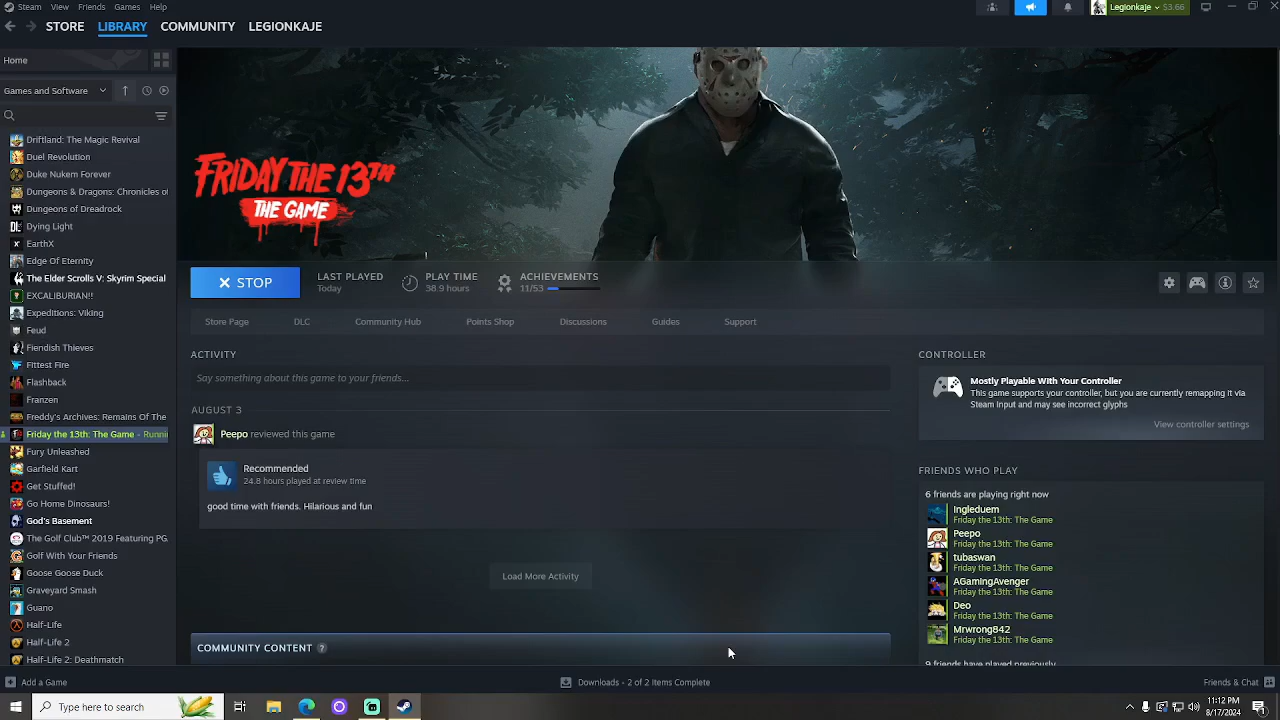 Steam View Friends Games Help
Legionkaje $3.66
STORE LIBRARY COMMUNITY LEGIONKAJE
Home
Games and Software
Driftland: The Magic Revival
Duel Revolution
Duke Nukem Forever
Dungeons & Dragons: Chronicles of
Dungeons of Dreadrock
Dying Light
EarthX
Edge Of Eternity
The Elder Scrolls V: Skyrim Special
EXCALIBURIAN!!
Expeditions: Viking
Feud
Fiendish Thieves
Fittest Fire
Flashback
Franzen
Freddy's Archives: Remains Of The
Friday the 13th: The Game - Runnin
Fury Unleashed
Garfield Kart
Get Stuffed!
Go Home Dinosaurs!
Godsbasement
The Golf Club™ 2019 Featuring PGA
Golf With Your Friends
Goose Goose Duck
Graveyard Smash
Guano
Half-Life
Half-Life 2
Half-Life 2: Deathmatch
FRIDAY THE 13TH
THE GAME
STOP
LAST PLAYED
Today
PLAY TIME
38.9 hours
ACHIEVEMENTS
11/53
Store Page DLC Community Hub Points Shop Discussions Guides Support
ACTIVITY
Say something about this game to your friends...
AUGUST 3
Peepo reviewed this game
Recommended
24.8 hours played at review time
good time with friends. Hilarious and fun
Load More Activity
COMMUNITY CONTENT ?
CONTROLLER
Mostly Playable With Your Controller
This game supports your controller, but you are currently remapping it via
Steam Input and may see incorrect glyphs
View controller settings
FRIENDS WHO PLAY
6 friends are playing right now
Ingleduem
Friday the 13th: The Game
Peepo
Friday the 13th: The Game
tubaswan
Friday the 13th: The Game
AGamingAvenger
Friday the 13th: The Game
Deo
Friday the 13th: The Game
Mrwrong842
Friday the 13th: The Game
9 friends have played previously
Add a Game
Downloads - 2 of 2 Items Complete
Friends & Chat
Type here to search
11:12 PM
8/17/2024